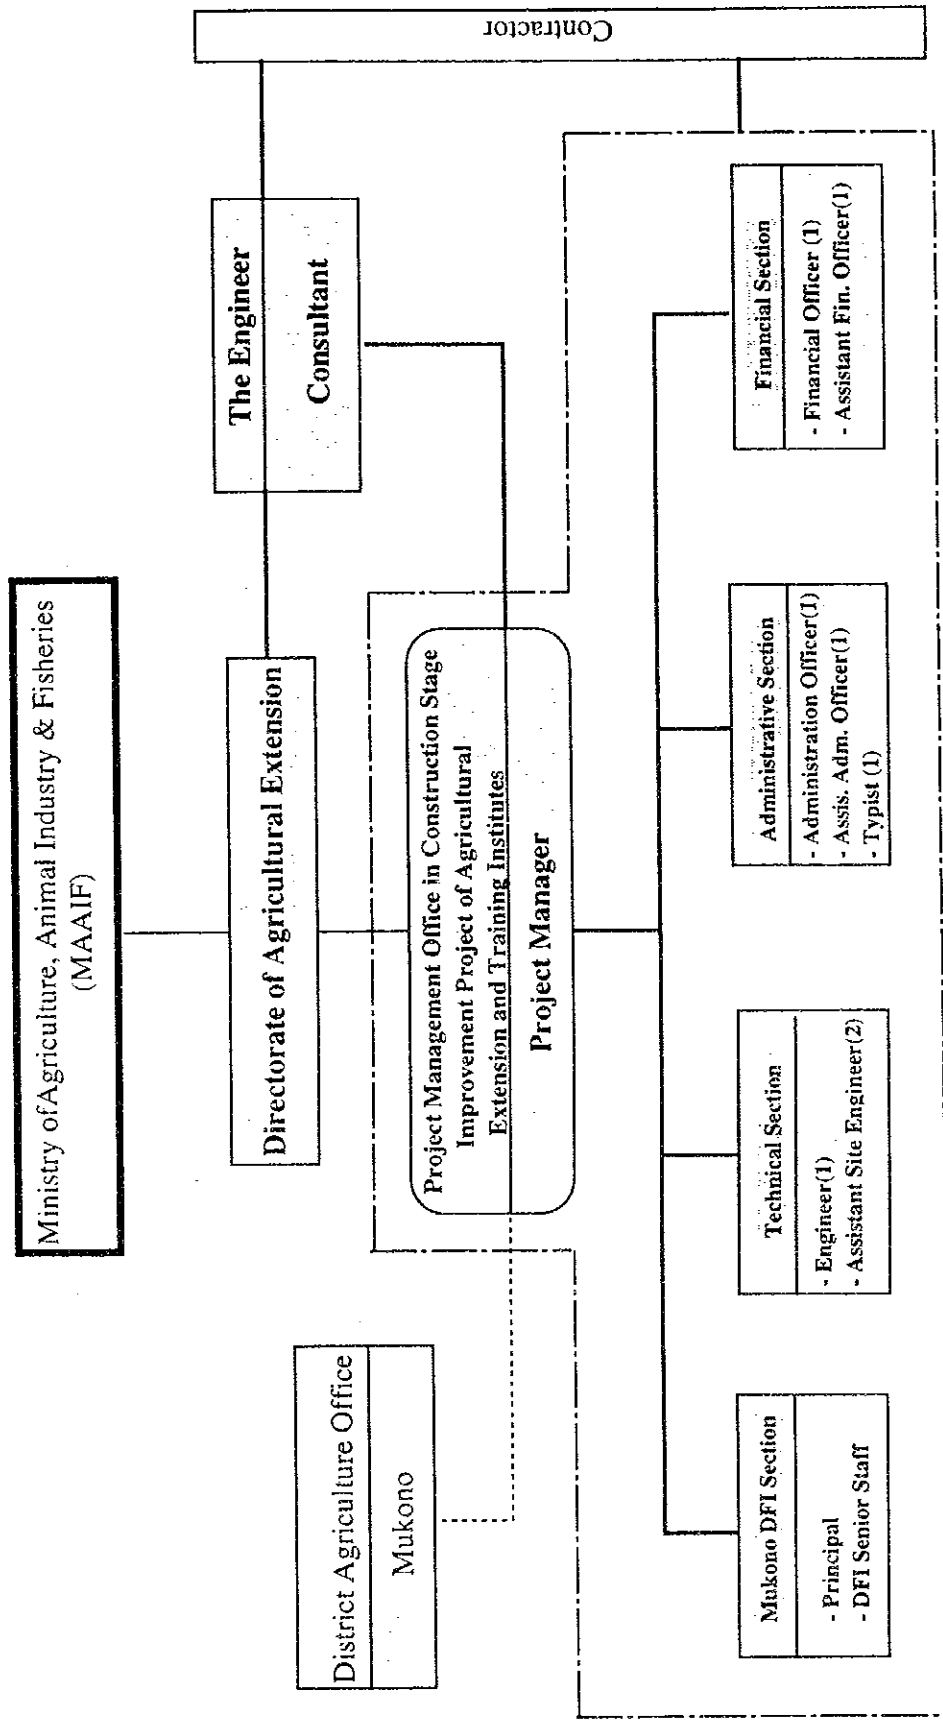 Ministry of Agriculture, Animal Industry & Fisheries
(MAAIF)
Directorate of Agricultural Extension
The Engineer
Consultant
Contractor
District Agriculture Office
Mukono
Project Management Office in Construction Stage
Improvement Project of Agricultural
Extension and Training Institutes
Project Manager
Mukono DFI Section
- Principal
- DFI Senior Staff
Technical Section
- Engineer(1)
- Assistant Site Engineer(2)
Administrative Section
- Administration Officer(1)
- Assis. Adm. Officer(1)
- Typist (1)
Financial Section
- Financial Officer (1)
- Assistant Fin. Officer(1)